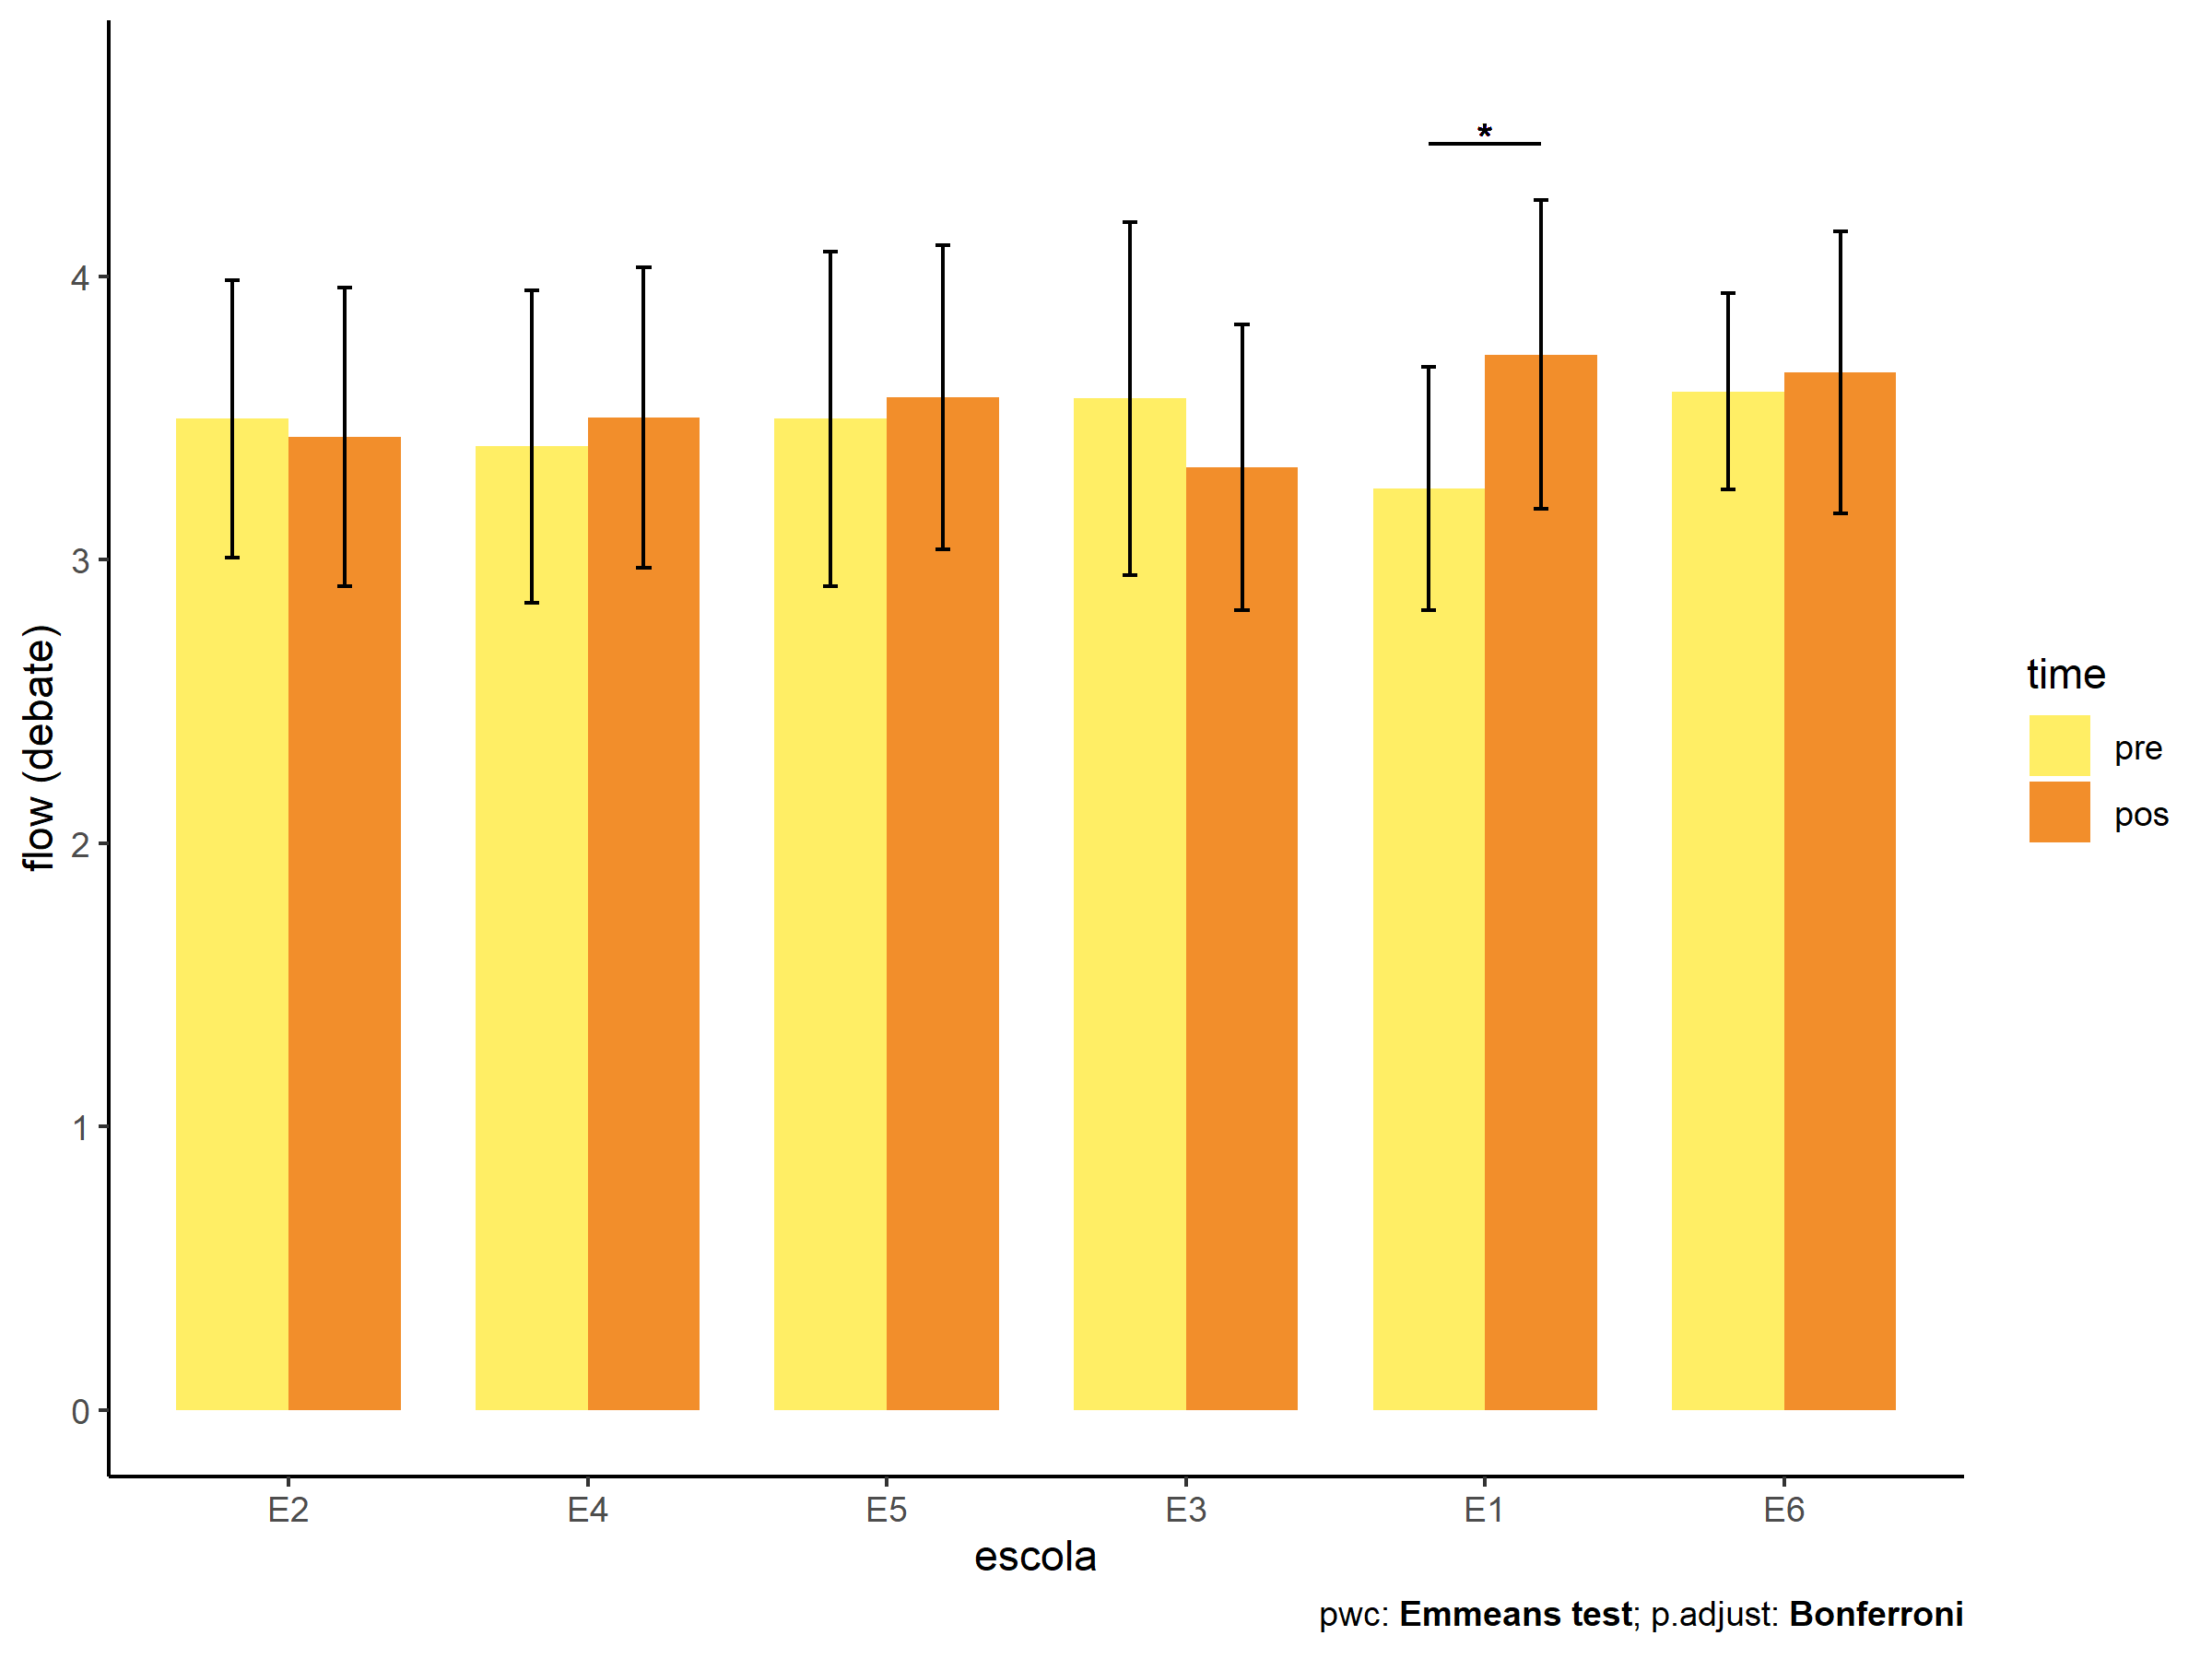 *
4
3
2
1
0
flow (debate)
E2 E4 E5 E3 E1 E6
escola
time
pre
pos
pwc: Emmeans test; p.adjust: Bonferroni